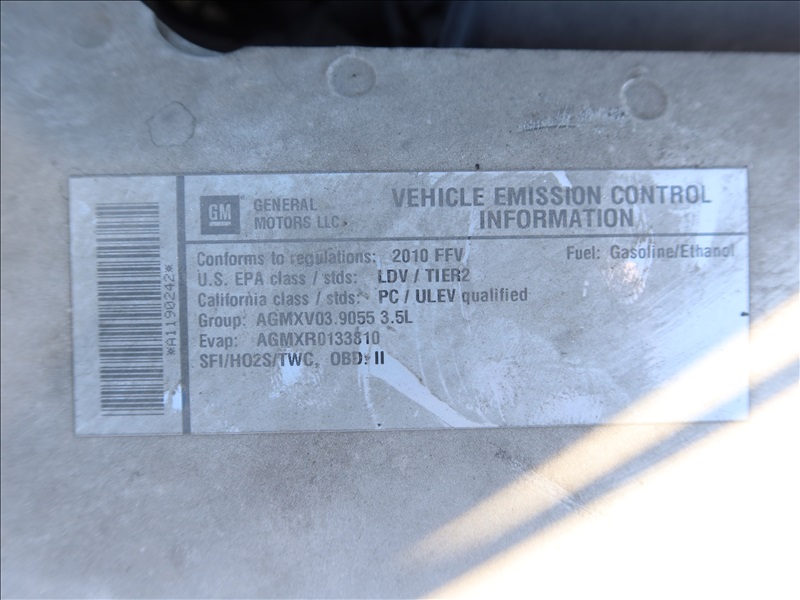 *A1190242*
GM
GENERAL
MOTORS LLC.
VEHICLE EMISSION CONTROL
INFORMATION
Conforms to regulations: 2010 FFV
Fuel: Gasoline/Ethanol
U.S. EPA class / stds: LDV / TIER2
California class / stds: PC / ULEV qualified
Group: AGMXV03.9055 3.5L
Evap: AGMXR0133810
SFI/HO2S/TWC, OBD: II